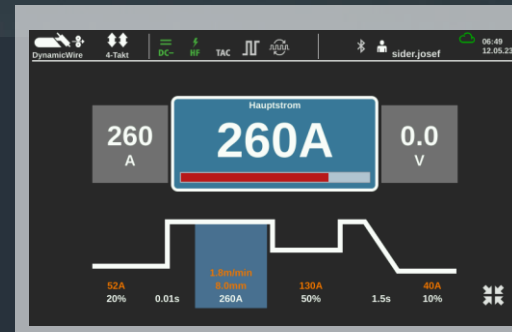 DynamicWire
4-Takt
DC-
HF
TAC
sider.josef
06:49
12.05.23
260
A
Hauptstrom
260A
0.0
V
1.8m/min
8.0mm
260A
52A
20%
0.01s
130A
50%
1.5s
40A
10%